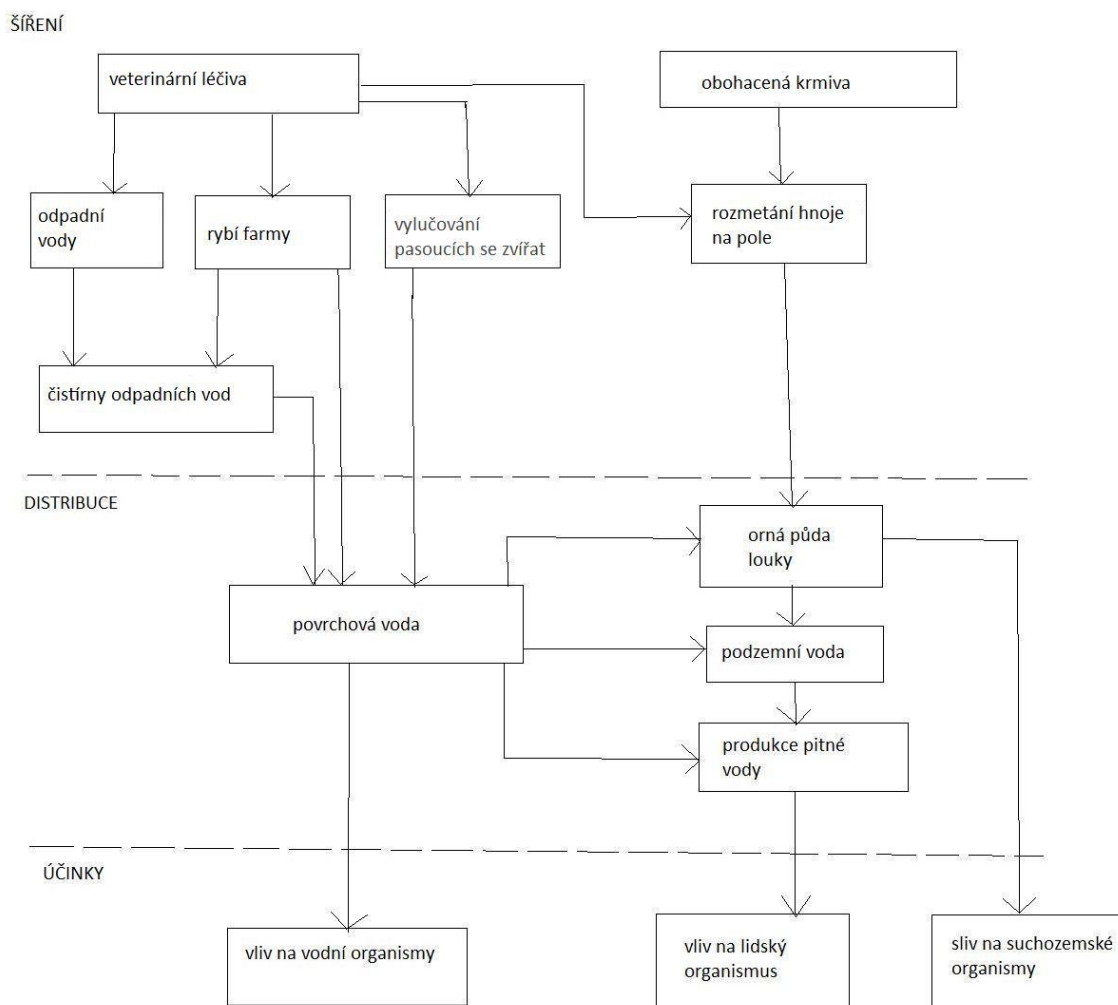 ŠÍŘENÍ
veterinární léčiva
obohacená krmiva
odpadní
vody
rybí farmy
vylučování
pasoucích se zvířat
rozmetání hnoje
na pole
čistírny odpadních vod
DISTRIBUCE
orná půda
louky
povrchová voda
podzemní voda
produkce pitné
vody
ÚČINKY
vliv na vodní organismy
vliv na lidský
organismus
sliv na suchozemské
organismy